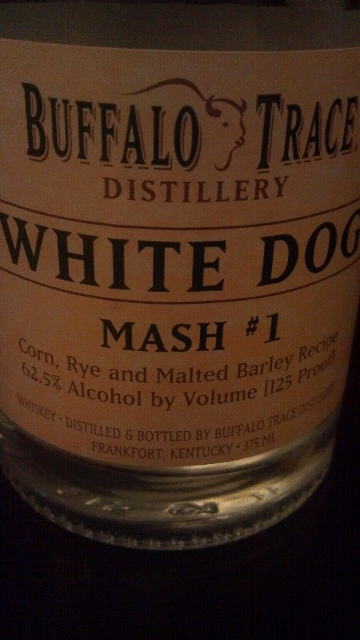 BUFFALO TRACE
DISTILLERY
WHITE DOG
MASH #1
Corn, Rye and Malted Barley Recipe
62.5% Alcohol by Volume [125 Proof]
WHISKEY • DISTILLED & BOTTLED BY BUFFALO TRACE DISTILLERY
FRANKFORT, KENTUCKY • 375 ML